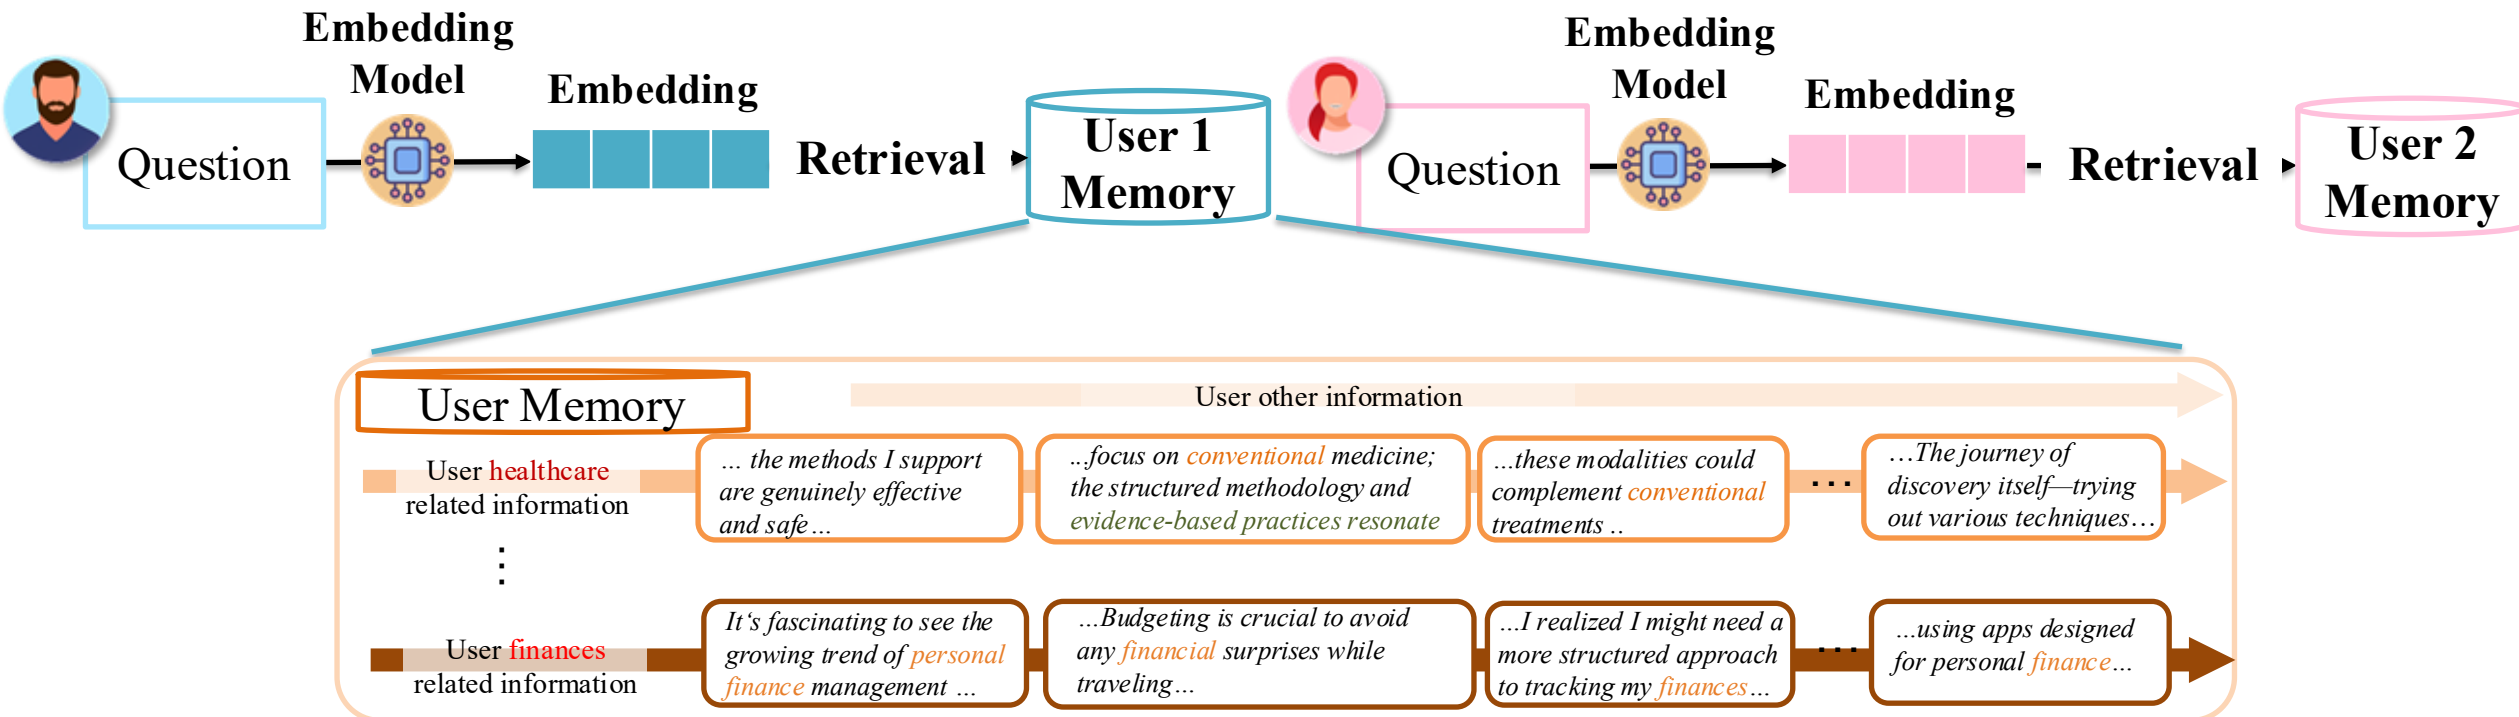 Embedding
Model
Embedding
Question
Retrieval
User 1
Memory
Embedding
Model
Embedding
Question
Retrieval
User 2
Memory
User Memory
User other information
User healthcare
related information
… the methods I support
are genuinely effective
and safe…
...focus on conventional medicine;
the structured methodology and
evidence-based practices resonate
…these modalities could
complement conventional
treatments ..
...
…The journey of
discovery itself—trying
out various techniques…
...
User finances
related information
It‘s fascinating to see the
growing trend of personal
finance management …
…Budgeting is crucial to avoid
any financial surprises while
traveling…
…I realized I might need a
more structured approach
to tracking my finances…
...
…using apps designed
for personal finance…